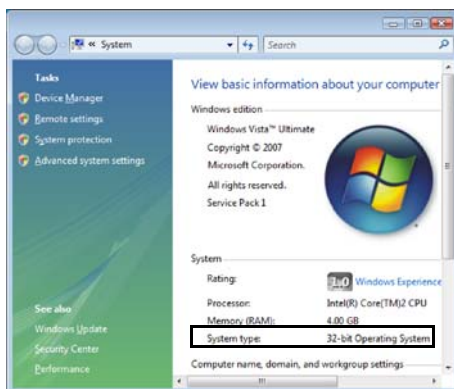 « System
Search
Tasks
Device Manager
Remote settings
System protection
Advanced system settings
See also
Windows Update
Security Center
Performance
View basic information about your computer
Windows edition
Windows Vista™ Ultimate
Copyright © 2007
Microsoft Corporation.
All rights reserved.
Service Pack 1
System
Rating: 1.0 Windows Experience
Processor: Intel(R) Core(TM)2 CPU
Memory (RAM): 4.00 GB
System type: 32-bit Operating System
Computer name, domain, and workgroup settings